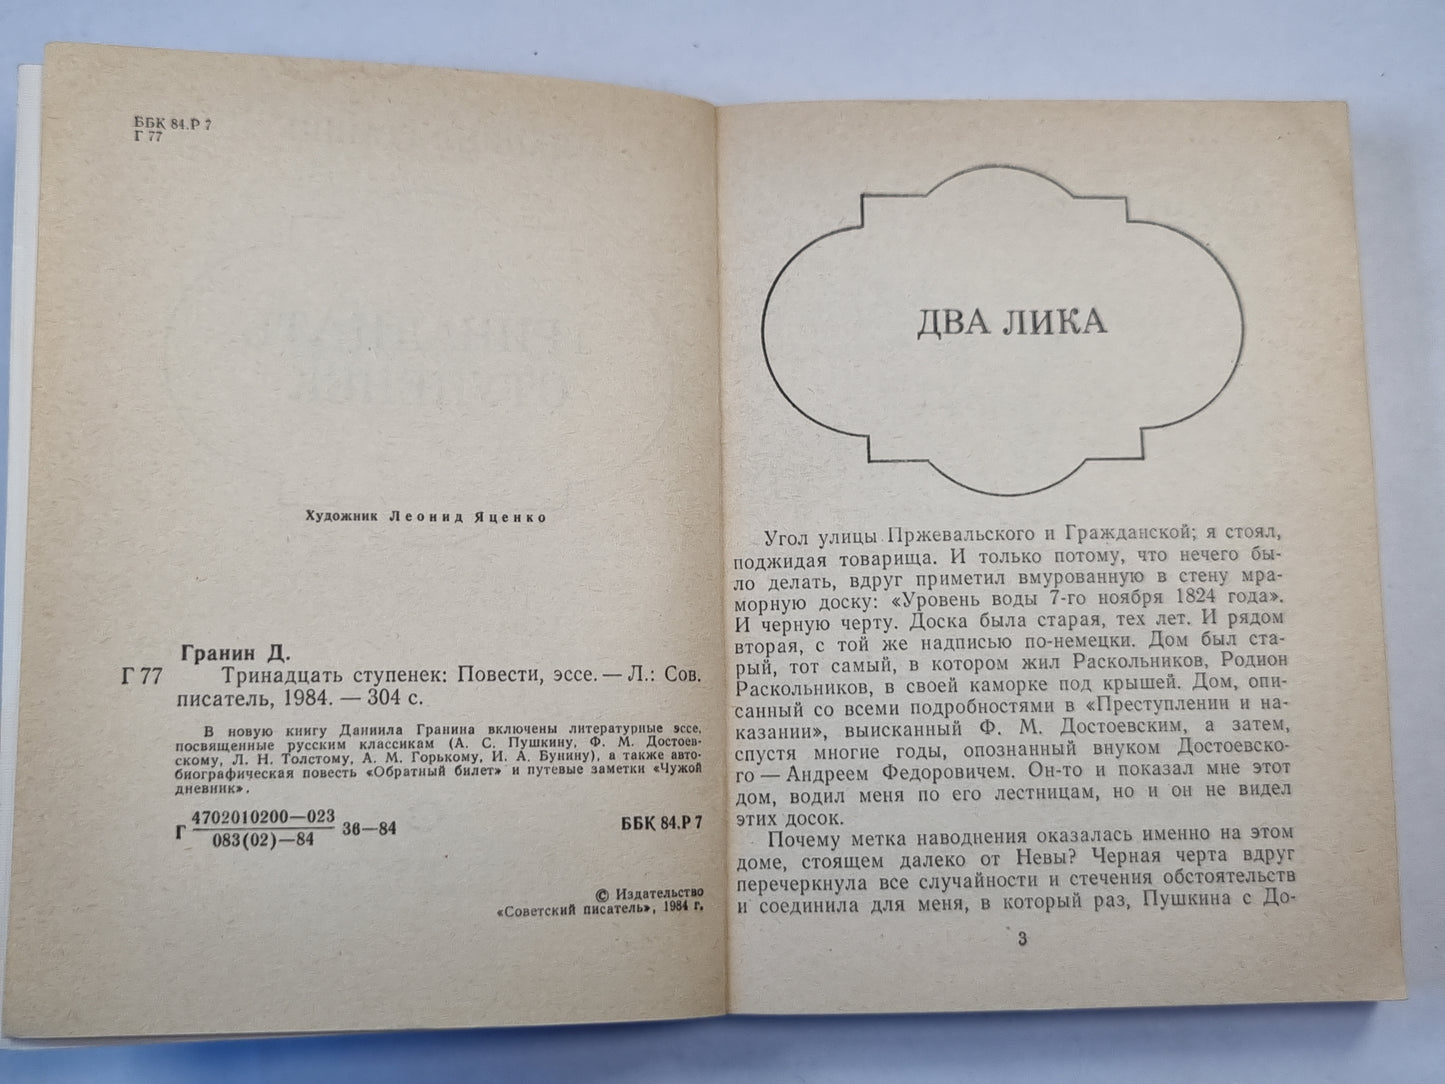 ББК 84.Р 7
Г 77
Художник Леонид Яценко
Гранин Д.
Г 77 Тринадцать ступенек: Повести, эссе. — Л.: Сов.
писатель, 1984. — 304 с.
В новую книгу Даниила Гранина включены литературные эссе,
посвященные русским классикам (А. С. Пушкину, Ф. М. Достоев-
скому, Л. Н. Толстому, А. М. Горькому, И. А. Бунину), а также авто-
биографическая повесть «Обратный билет» и путевые заметки «Чужой
дневник».
4702010200—023
Г 36—84
083(02)—84
ББК 84.Р 7
© Издательство
«Советский писатель», 1984 г.
ДВА ЛИКА
Угол улицы Пржевальского и Гражданской; я стоял,
поджидая товарища. И только потому, что нечего бы-
ло делать, вдруг приметил вмурованную в стену мра-
морную доску: «Уровень воды 7-го ноября 1824 года».
И черную черту. Доска была старая, тех лет. И рядом
вторая, с той же надписью по-немецки. Дом был ста-
рый, тот самый, в котором жил Раскольников, Родион
Раскольников, в своей каморке под крышей. Дом, опи-
санный со всеми подробностями в «Преступлении и на-
казании», выисканный Ф. М. Достоевским, а затем,
спустя многие годы, опознанный внуком Достоевско-
го — Андреем Федоровичем. Он-то и показал мне этот
дом, водил меня по его лестницам, но и он не видел
этих досок.
Почему метка наводнения оказалась именно на этом
доме, стоящем далеко от Невы? Черная черта вдруг
перечеркнула все случайности и стечения обстоятельств
и соединила для меня, в который раз, Пушкина с До-
3